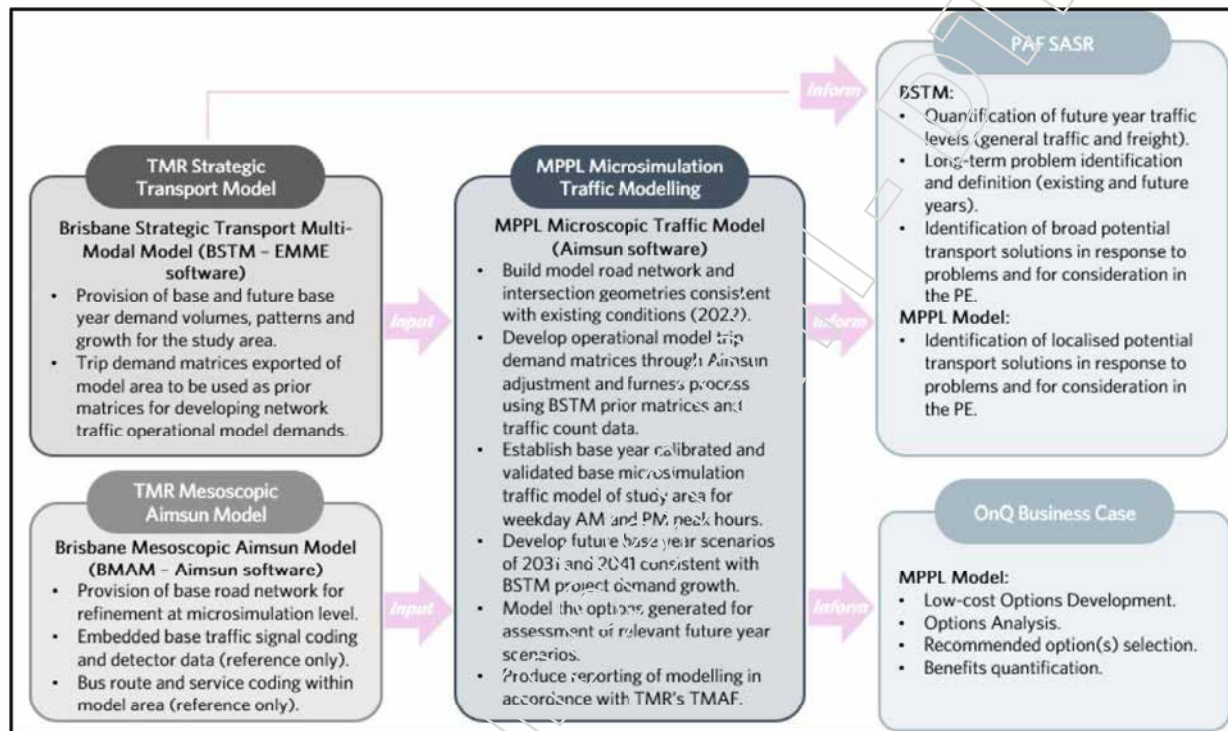 TMR Strategic
Transport Model
Brisbane Strategic Transport Multi-
Modal Model (BSTM – EMME
software)
• Provision of base and future base
year demand volumes, patterns and
growth for the study area.
• Trip demand matrices exported of
model area to be used as prior
matrices for developing network
traffic operational model demands.
TMR Mesoscopic
Aimsun Model
Brisbane Mesoscopic Aimsun Model
(BMAM – Aimsun software)
• Provision of base road network for
refinement at microsimulation level.
• Embedded base traffic signal coding
and detector data (reference only).
• Bus route and service coding within
model area (reference only).
Input
Input
MPPL Microsimulation
Traffic Modelling
MPPL Microscopic Traffic Model
(Aimsun software)
• Build model road network and
intersection geometries consistent
with existing conditions (2022).
• Develop operational model trip
demand matrices through Aimsun
adjustment and furness process
using BSTM prior matrices and
traffic count data.
• Establish base year calibrated and
validated base microsimulation
traffic model of study area for
weekday AM and PM peak hours.
• Develop future base year scenarios
of 2031 and 2041 consistent with
BSTM project demand growth.
• Model the options generated for
assessment of relevant future year
scenarios.
• Produce reporting of modelling in
accordance with TMR's TMAF.
Inform
Inform
Inform
PAF SASR
BSTM:
• Quantification of future year traffic
levels (general traffic and freight).
• Long-term problem identification
and definition (existing and future
years).
• Identification of broad potential
transport solutions in response to
problems and for consideration in
the PE.
MPPL Model:
• Identification of localised potential
transport solutions in response to
problems and for consideration in
the PE.
OnQ Business Case
MPPL Model:
• Low-cost Options Development.
• Options Analysis.
• Recommended option(s) selection.
• Benefits quantification.